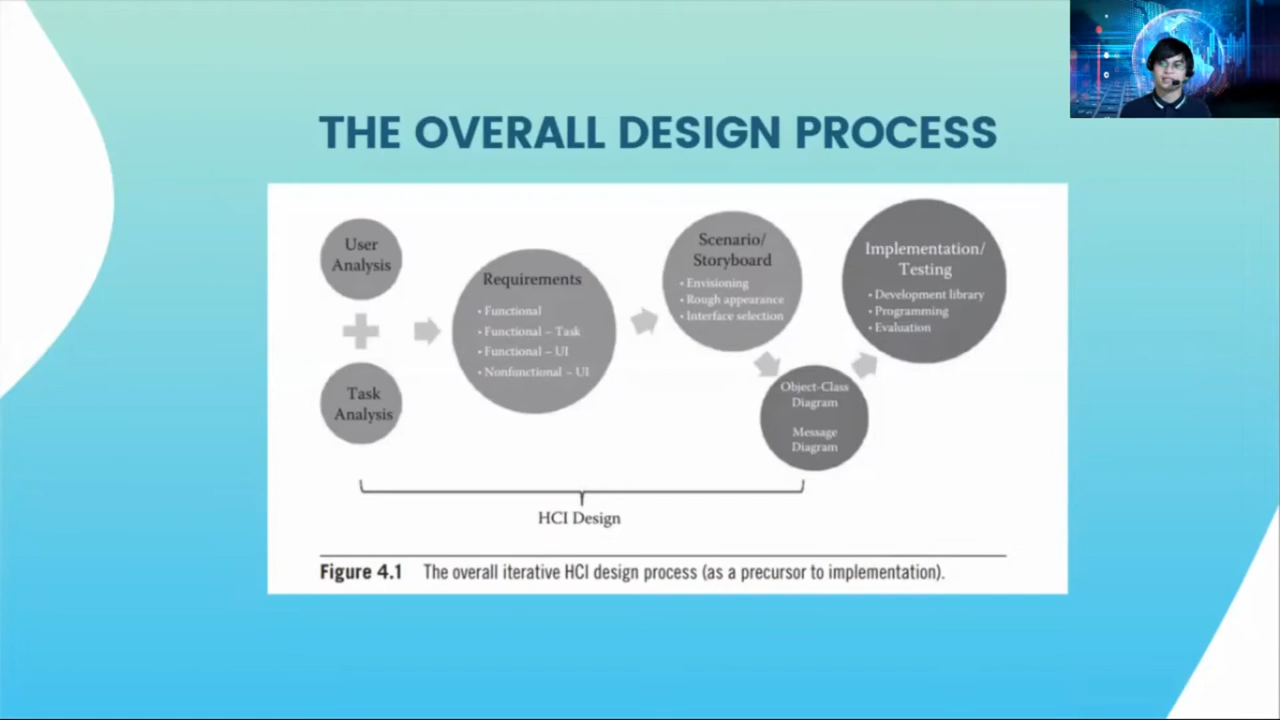 THE OVERALL DESIGN PROCESS
User
Analysis
Task
Analysis
Requirements
• Functional
• Functional – Task
• Functional – UI
• Nonfunctional – UI
Scenario/
Storyboard
• Envisioning
• Rough appearance
• Interface selection
Object-Class
Diagram
Message
Diagram
Implementation/
Testing
• Development library
• Programming
• Evaluation
HCI Design
Figure 4.1 The overall iterative HCI design process (as a precursor to implementation).